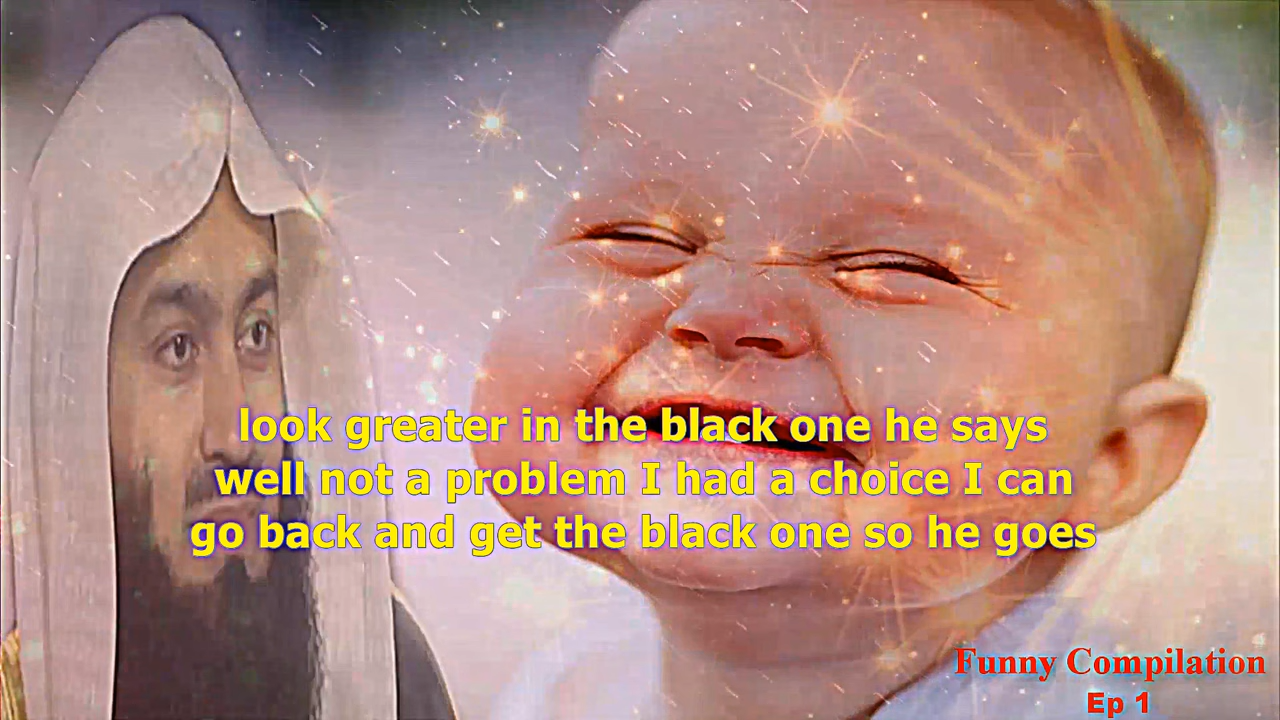 look greater in the black one he says
well not a problem I had a choice I can
go back and get the black one so he goes
Funny Compilation
Ep 1